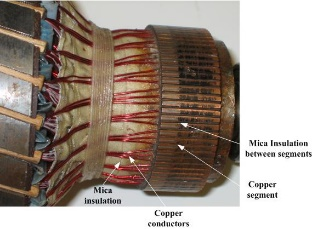 Mica Insulation
between segments
Copper
segment
Mica
insulation
Copper
conductors